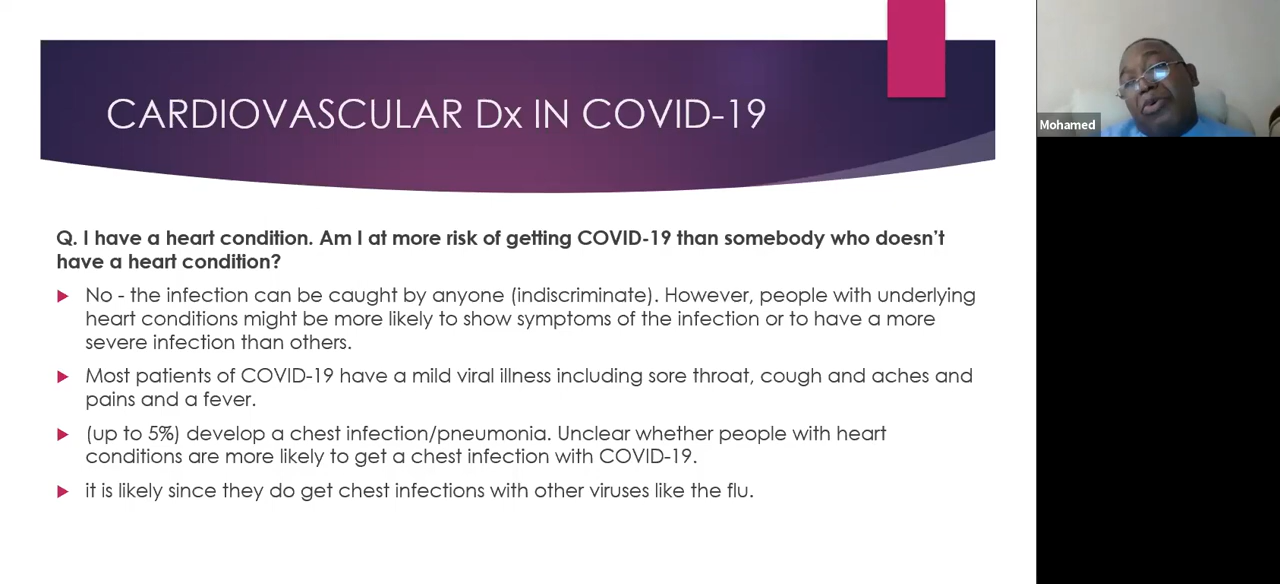 CARDIOVASCULAR Dx IN COVID-19
Mohamed
Q. I have a heart condition. Am I at more risk of getting COVID-19 than somebody who doesn't
have a heart condition?
No - the infection can be caught by anyone (indiscriminate). However, people with underlying
heart conditions might be more likely to show symptoms of the infection or to have a more
severe infection than others.
Most patients of COVID-19 have a mild viral illness including sore throat, cough and aches and
pains and a fever.
(up to 5%) develop a chest infection/pneumonia. Unclear whether people with heart
conditions are more likely to get a chest infection with COVID-19.
it is likely since they do get chest infections with other viruses like the flu.